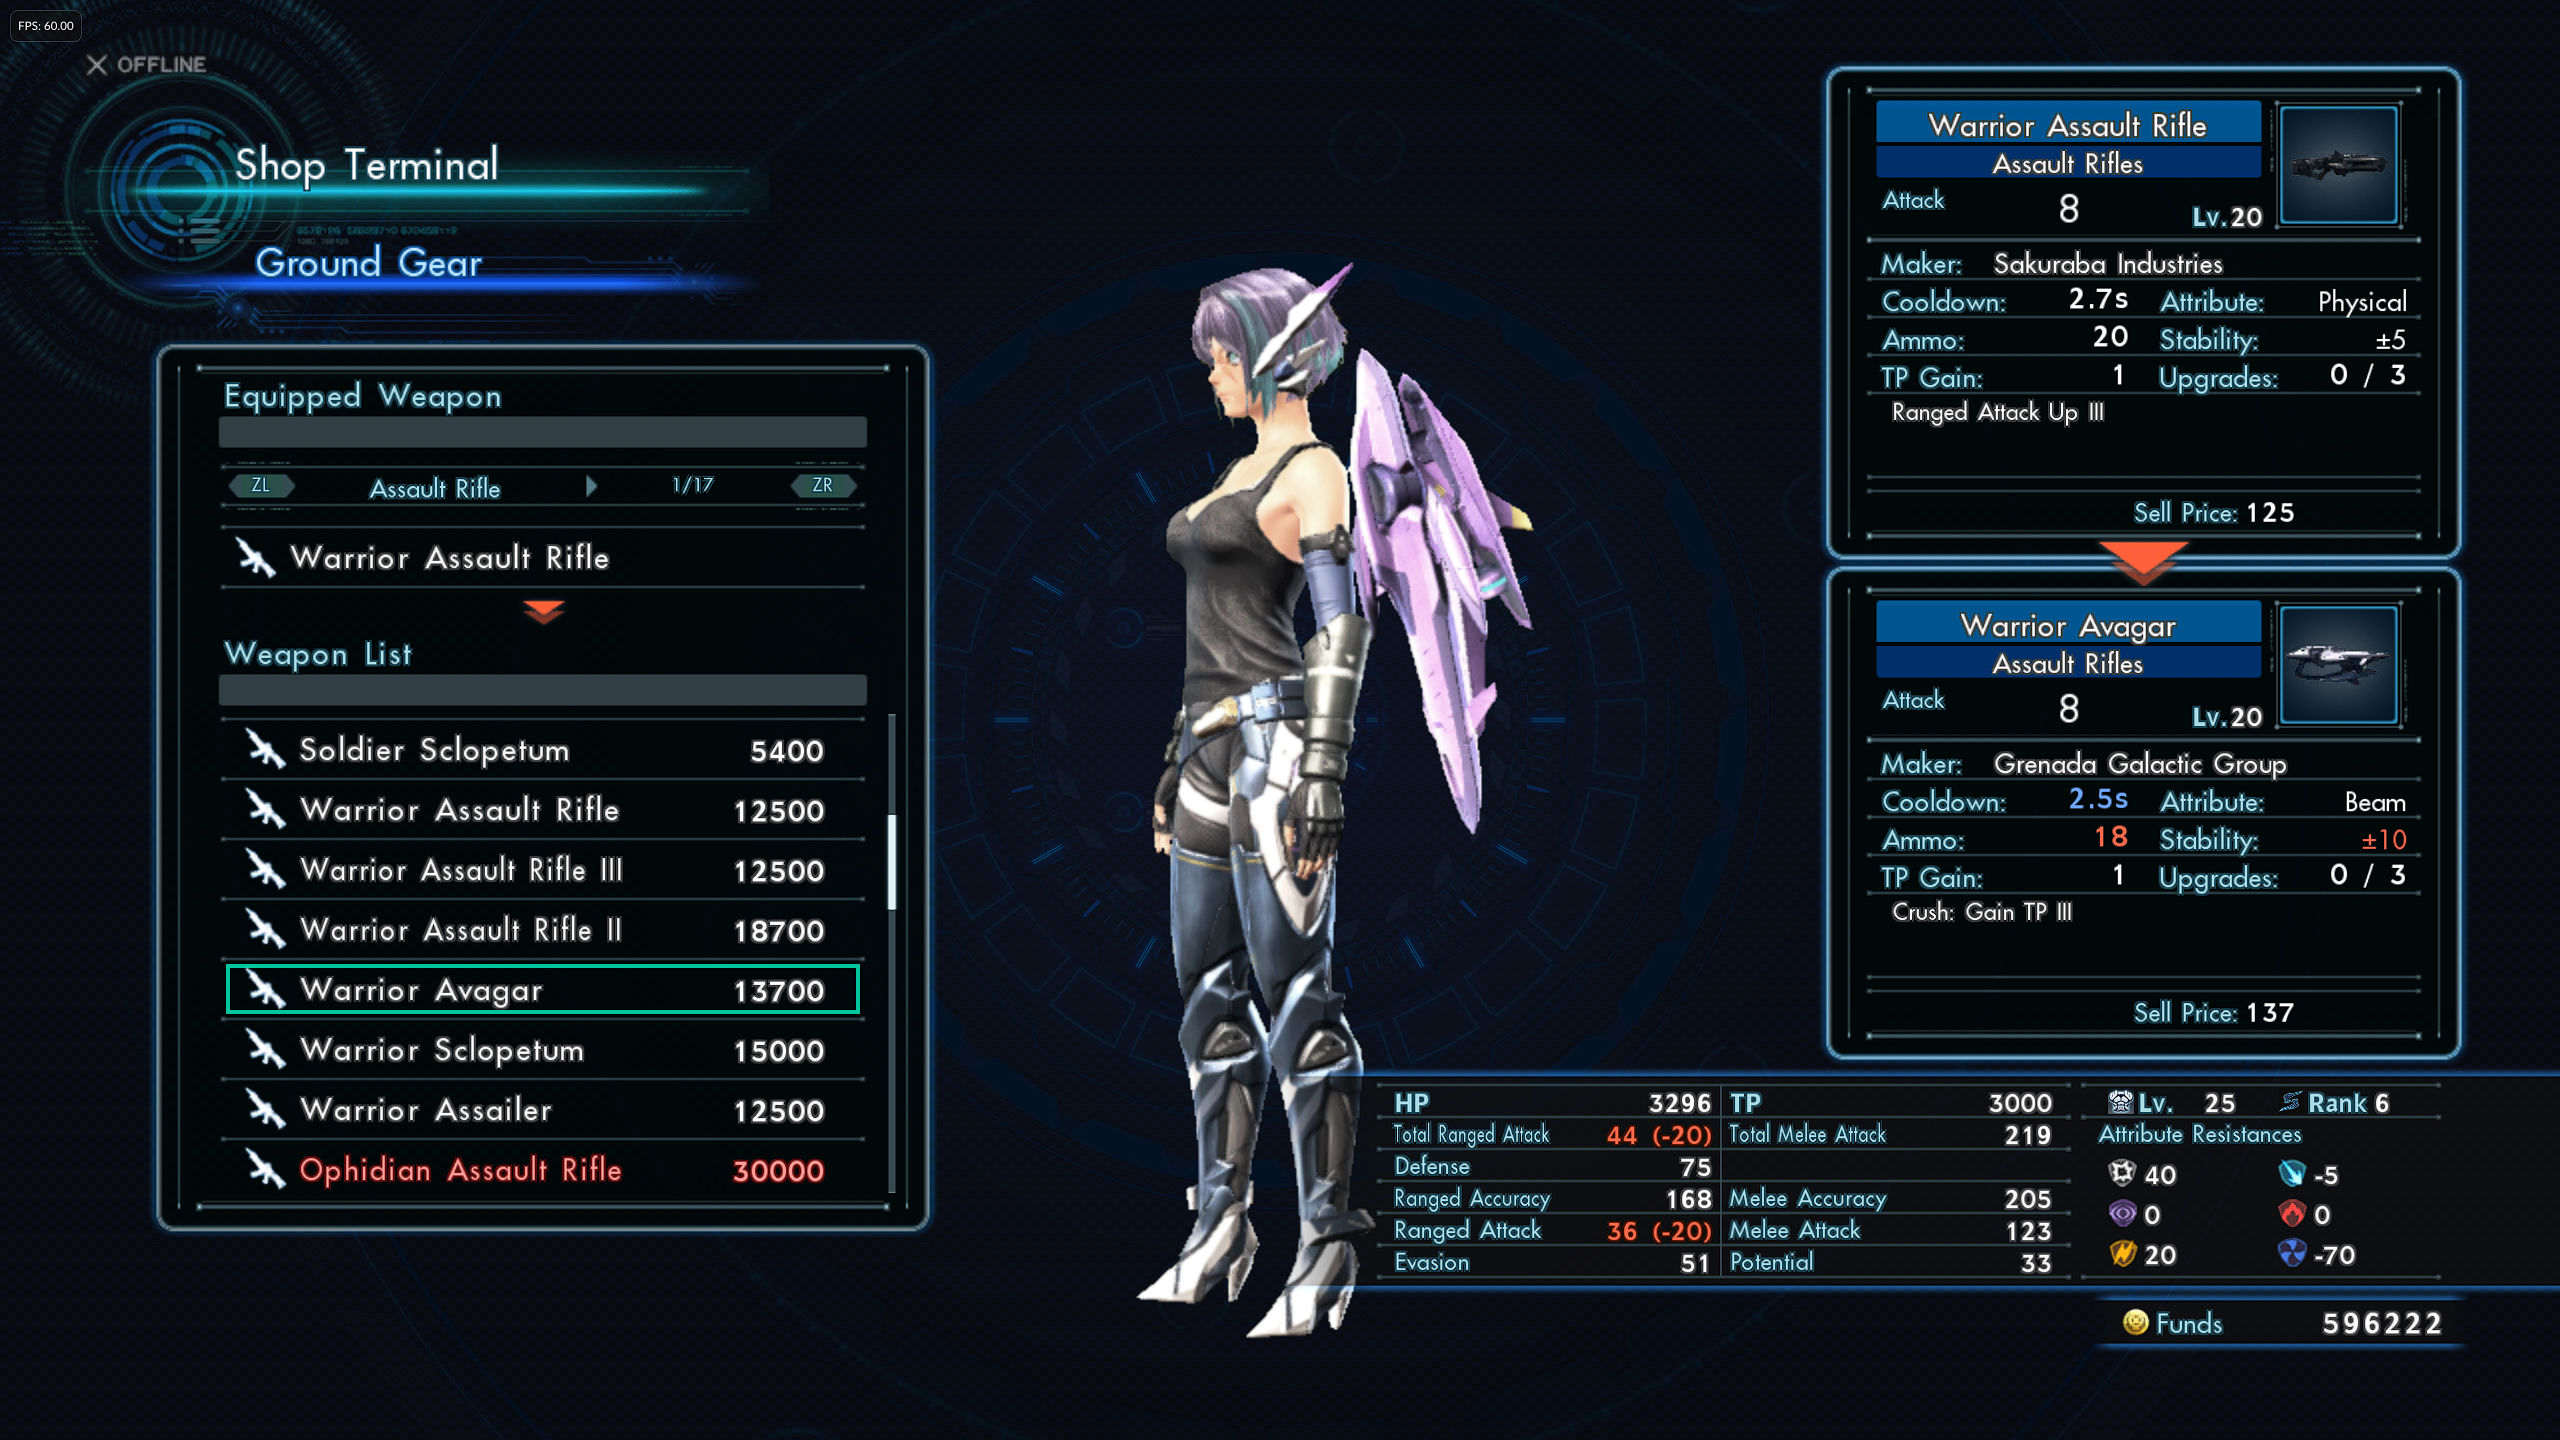 FPS: 60.00
OFFLINE
Shop Terminal
Ground Gear
Equipped Weapon
ZL Assault Rifle 1/17 ZR
Warrior Assault Rifle
Weapon List
Soldier Sclopetum 5400
Warrior Assault Rifle 12500
Warrior Assault Rifle III 12500
Warrior Assault Rifle II 18700
Warrior Avagar 13700
Warrior Sclopetum 15000
Warrior Assailer 12500
Ophidian Assault Rifle 30000
Warrior Assault Rifle
Assault Rifles
Attack 8 Lv.20
Maker: Sakuraba Industries
Cooldown: 2.7s Attribute: Physical
Ammo: 20 Stability: ±5
TP Gain: 1 Upgrades: 0 / 3
Ranged Attack Up III
Sell Price: 125
Warrior Avagar
Assault Rifles
Attack 8 Lv.20
Maker: Grenada Galactic Group
Cooldown: 2.5s Attribute: Beam
Ammo: 18 Stability: ±10
TP Gain: 1 Upgrades: 0 / 3
Crush: Gain TP III
Sell Price: 137
HP 3296 TP 3000
Total Ranged Attack 44 (-20) Total Melee Attack 219
Defense 75
Ranged Accuracy 168 Melee Accuracy 205
Ranged Attack 36 (-20) Melee Attack 123
Evasion 51 Potential 33
Lv. 25 Rank 6
Attribute Resistances
40 -5
0 0
20 -70
Funds 596222